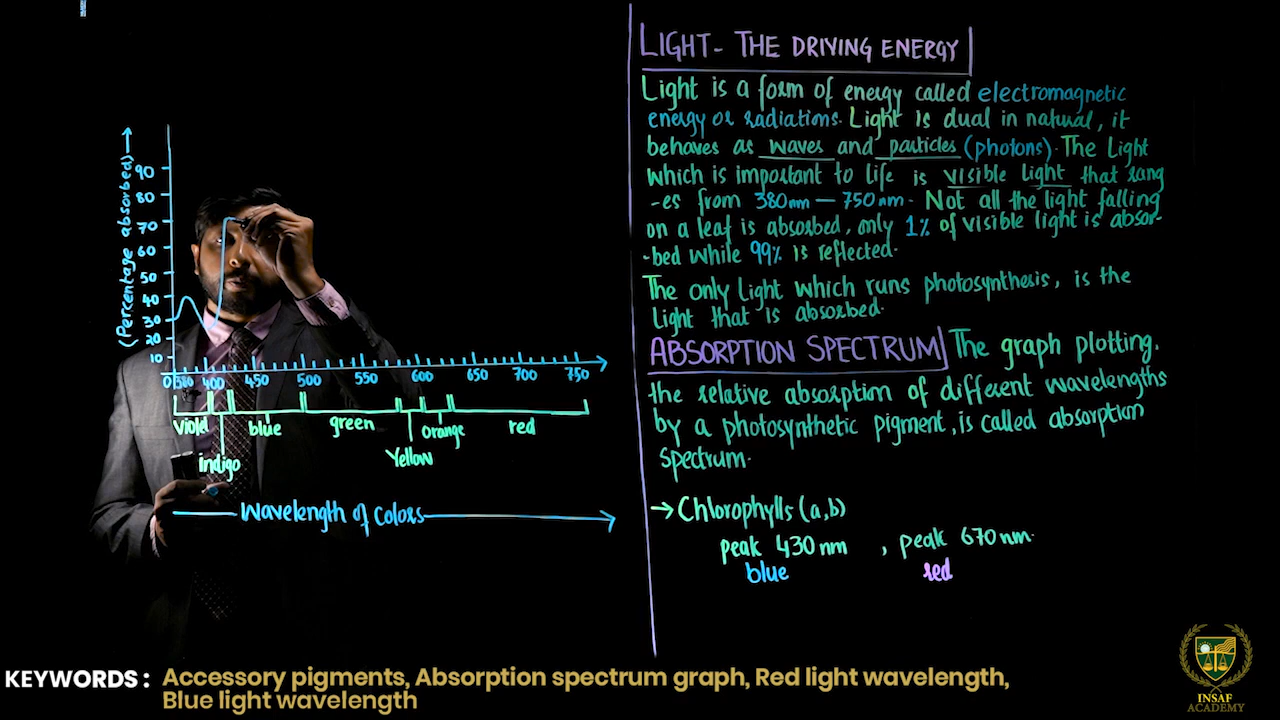 LIGHT - THE DRIVING ENERGY
Light is a form of energy called electromagnetic
energy or radiations. Light is dual in natural, it
behaves as waves and particles (photons). The Light
which is important to life is visible light that rang
-es from 380nm — 750nm. Not all the light falling
on a leaf is absorbed, only 1% of visible light is absor-
-bed while 99% is reflected.
The only Light which runs photosynthesis, is the
Light that is absorbed.
ABSORPTION SPECTRUM The graph plotting.
the relative absorption of different wavelengths
by a photosynthetic pigment, is called absorption
spectrum.
→ Chlorophylls (a,b)
peak 430 nm , peak 670 nm.
blue red
(Percentage absorbed) →
90
80
70
60
50
40
30
20
10
0 380 400 450 500 550 600 650 700 750
violet blue green orange red
indigo Yellow
Wavelength of colors
KEYWORDS : Accessory pigments, Absorption spectrum graph, Red light wavelength,
Blue light wavelength
INSAF
ACADEMY